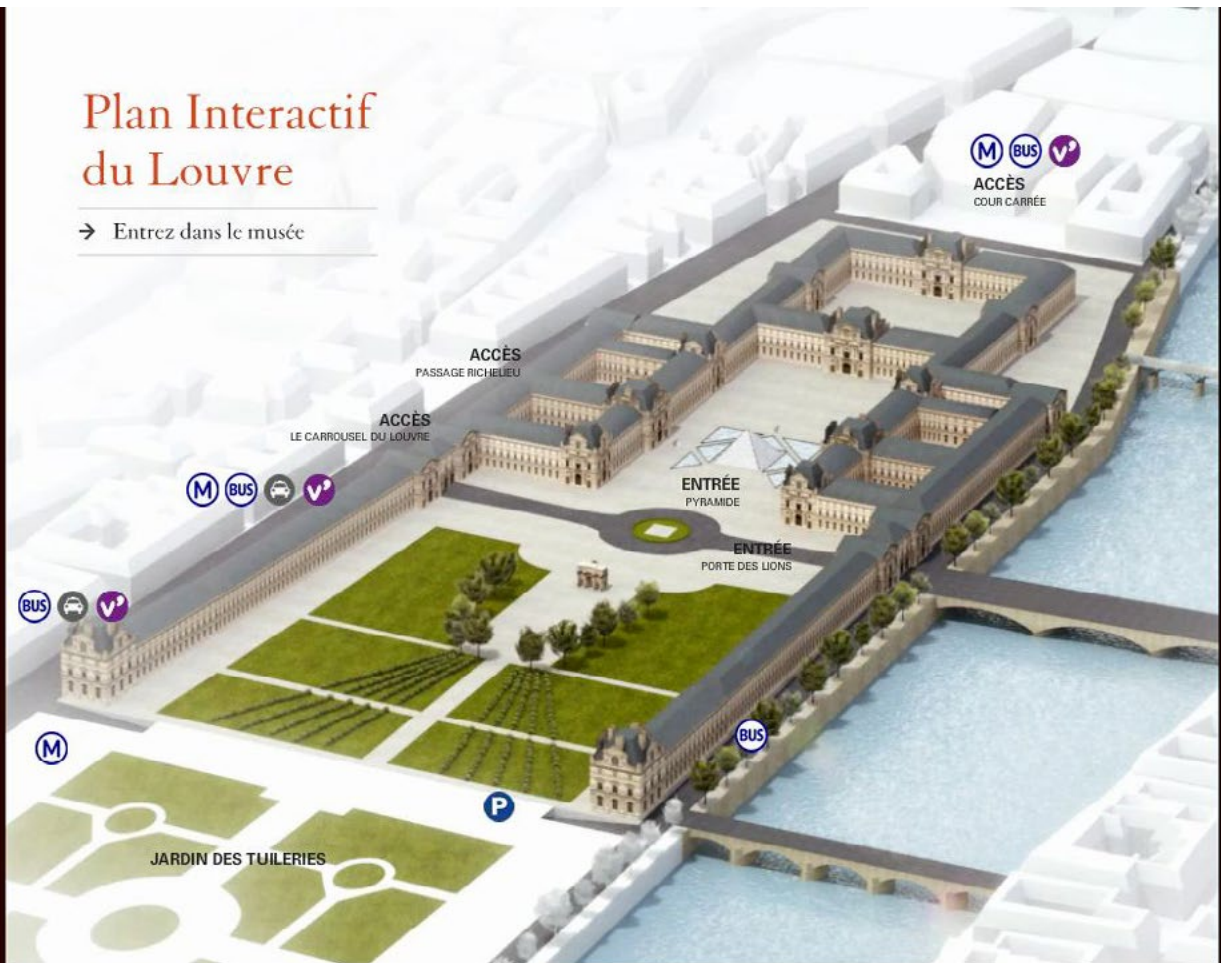 Plan Interactif
du Louvre
→ Entrez dans le musée
M BUS V'
ACCÈS
COUR CARRÉE
ACCÈS
PASSAGE RICHELIEU
ACCÈS
LE CARROUSEL DU LOUVRE
M BUS V'
ENTRÉE
PYRAMIDE
ENTRÉE
PORTE DES LIONS
BUS V'
BUS
M
P
JARDIN DES TUILERIES